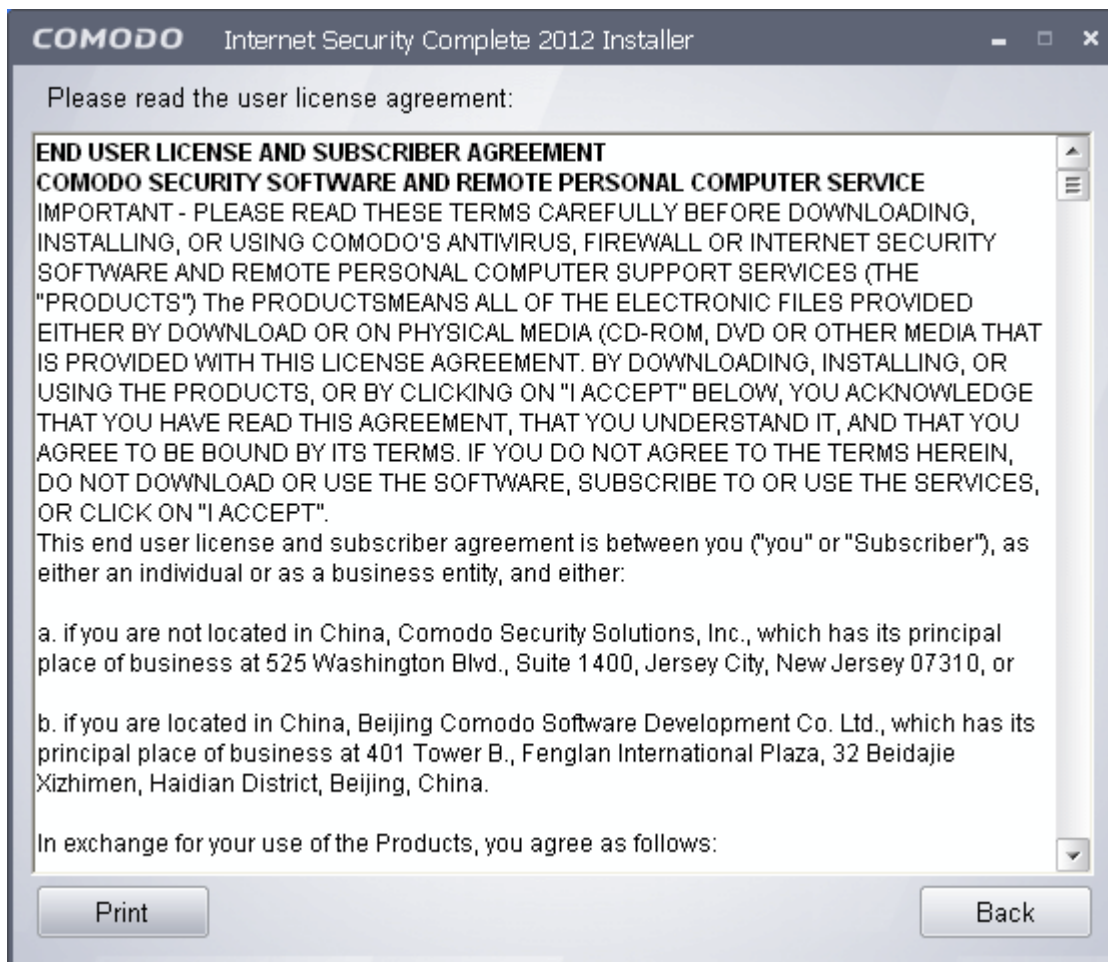 COMODO Internet Security Complete 2012 Installer
Please read the user license agreement:
END USER LICENSE AND SUBSCRIBER AGREEMENT
COMODO SECURITY SOFTWARE AND REMOTE PERSONAL COMPUTER SERVICE
IMPORTANT - PLEASE READ THESE TERMS CAREFULLY BEFORE DOWNLOADING,
INSTALLING, OR USING COMODO'S ANTIVIRUS, FIREWALL OR INTERNET SECURITY
SOFTWARE AND REMOTE PERSONAL COMPUTER SUPPORT SERVICES (THE
"PRODUCTS") The PRODUCTSMEANS ALL OF THE ELECTRONIC FILES PROVIDED
EITHER BY DOWNLOAD OR ON PHYSICAL MEDIA (CD-ROM, DVD OR OTHER MEDIA THAT
IS PROVIDED WITH THIS LICENSE AGREEMENT. BY DOWNLOADING, INSTALLING, OR
USING THE PRODUCTS, OR BY CLICKING ON "I ACCEPT" BELOW, YOU ACKNOWLEDGE
THAT YOU HAVE READ THIS AGREEMENT, THAT YOU UNDERSTAND IT, AND THAT YOU
AGREE TO BE BOUND BY ITS TERMS. IF YOU DO NOT AGREE TO THE TERMS HEREIN,
DO NOT DOWNLOAD OR USE THE SOFTWARE, SUBSCRIBE TO OR USE THE SERVICES,
OR CLICK ON "I ACCEPT".
This end user license and subscriber agreement is between you ("you" or "Subscriber"), as
either an individual or as a business entity, and either:
a. if you are not located in China, Comodo Security Solutions, Inc., which has its principal
place of business at 525 Washington Blvd., Suite 1400, Jersey City, New Jersey 07310, or
b. if you are located in China, Beijing Comodo Software Development Co. Ltd., which has its
principal place of business at 401 Tower B., Fenglan International Plaza, 32 Beidajie
Xizhimen, Haidian District, Beijing, China.
In exchange for your use of the Products, you agree as follows:
Print
Back